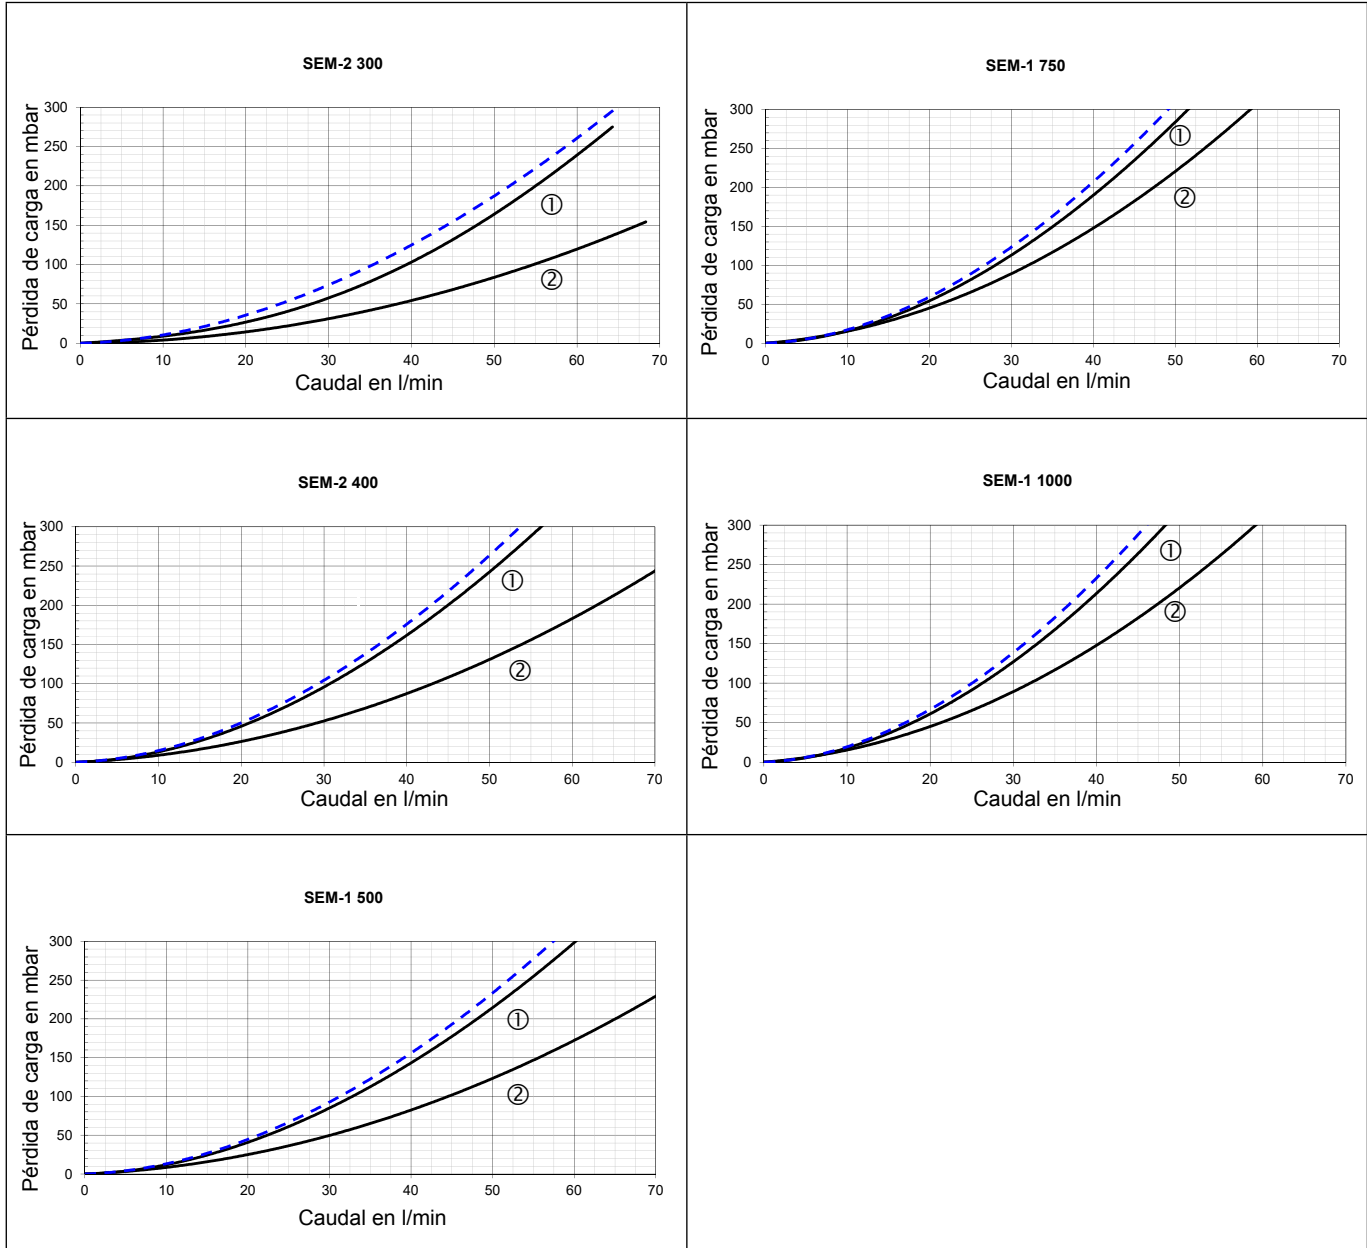 SEM-2 300
Pérdida de carga en mbar
300
250
200
150
100
50
0
①
②
0 10 20 30 40 50 60 70
Caudal en l/min
SEM-1 750
Pérdida de carga en mbar
300
250
200
150
100
50
0
①
②
0 10 20 30 40 50 60 70
Caudal en l/min
SEM-2 400
Pérdida de carga en mbar
300
250
200
150
100
50
0
①
②
0 10 20 30 40 50 60 70
Caudal en l/min
SEM-1 1000
Pérdida de carga en mbar
300
250
200
150
100
50
0
①
②
0 10 20 30 40 50 60 70
Caudal en l/min
SEM-1 500
Pérdida de carga en mbar
300
250
200
150
100
50
0
①
②
0 10 20 30 40 50 60 70
Caudal en l/min